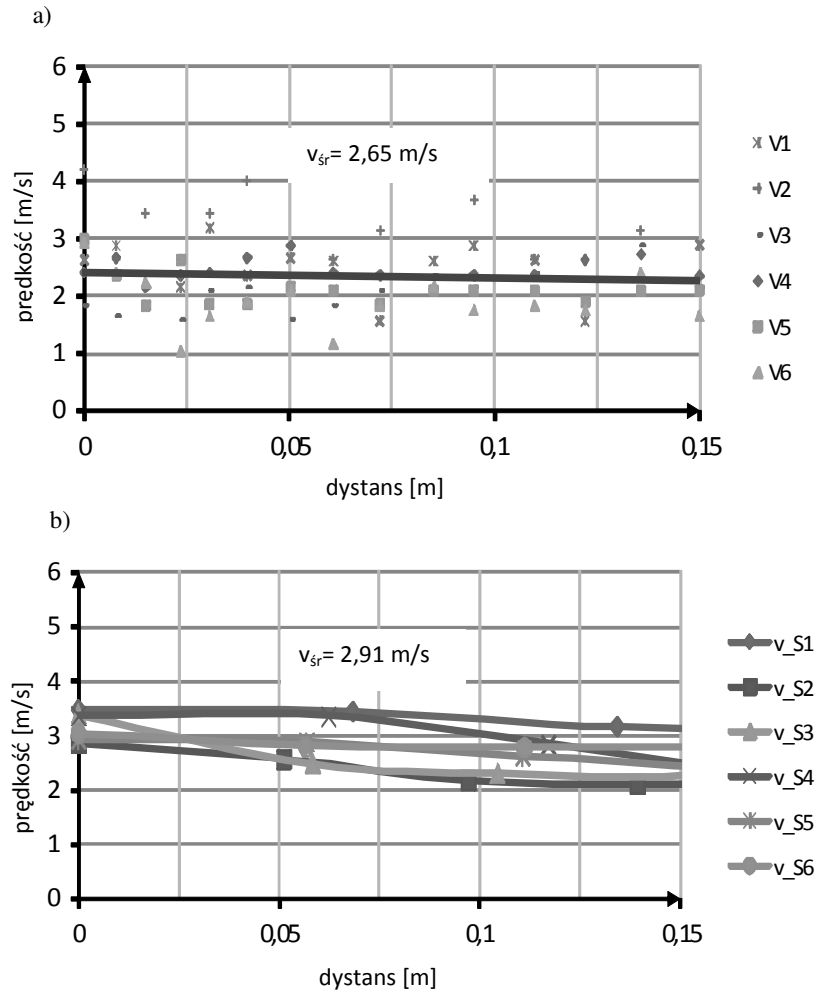 a)
6
5
4
3
2
1
0
prędkość [m/s]
vśr= 2,65 m/s
0 0,05 0,1 0,15
dystans [m]
V1
V2
V3
V4
V5
V6
b)
6
5
4
3
2
1
0
prędkość [m/s]
vśr= 2,91 m/s
0 0,05 0,1 0,15
dystans [m]
v_S1
v_S2
v_S3
v_S4
v_S5
v_S6